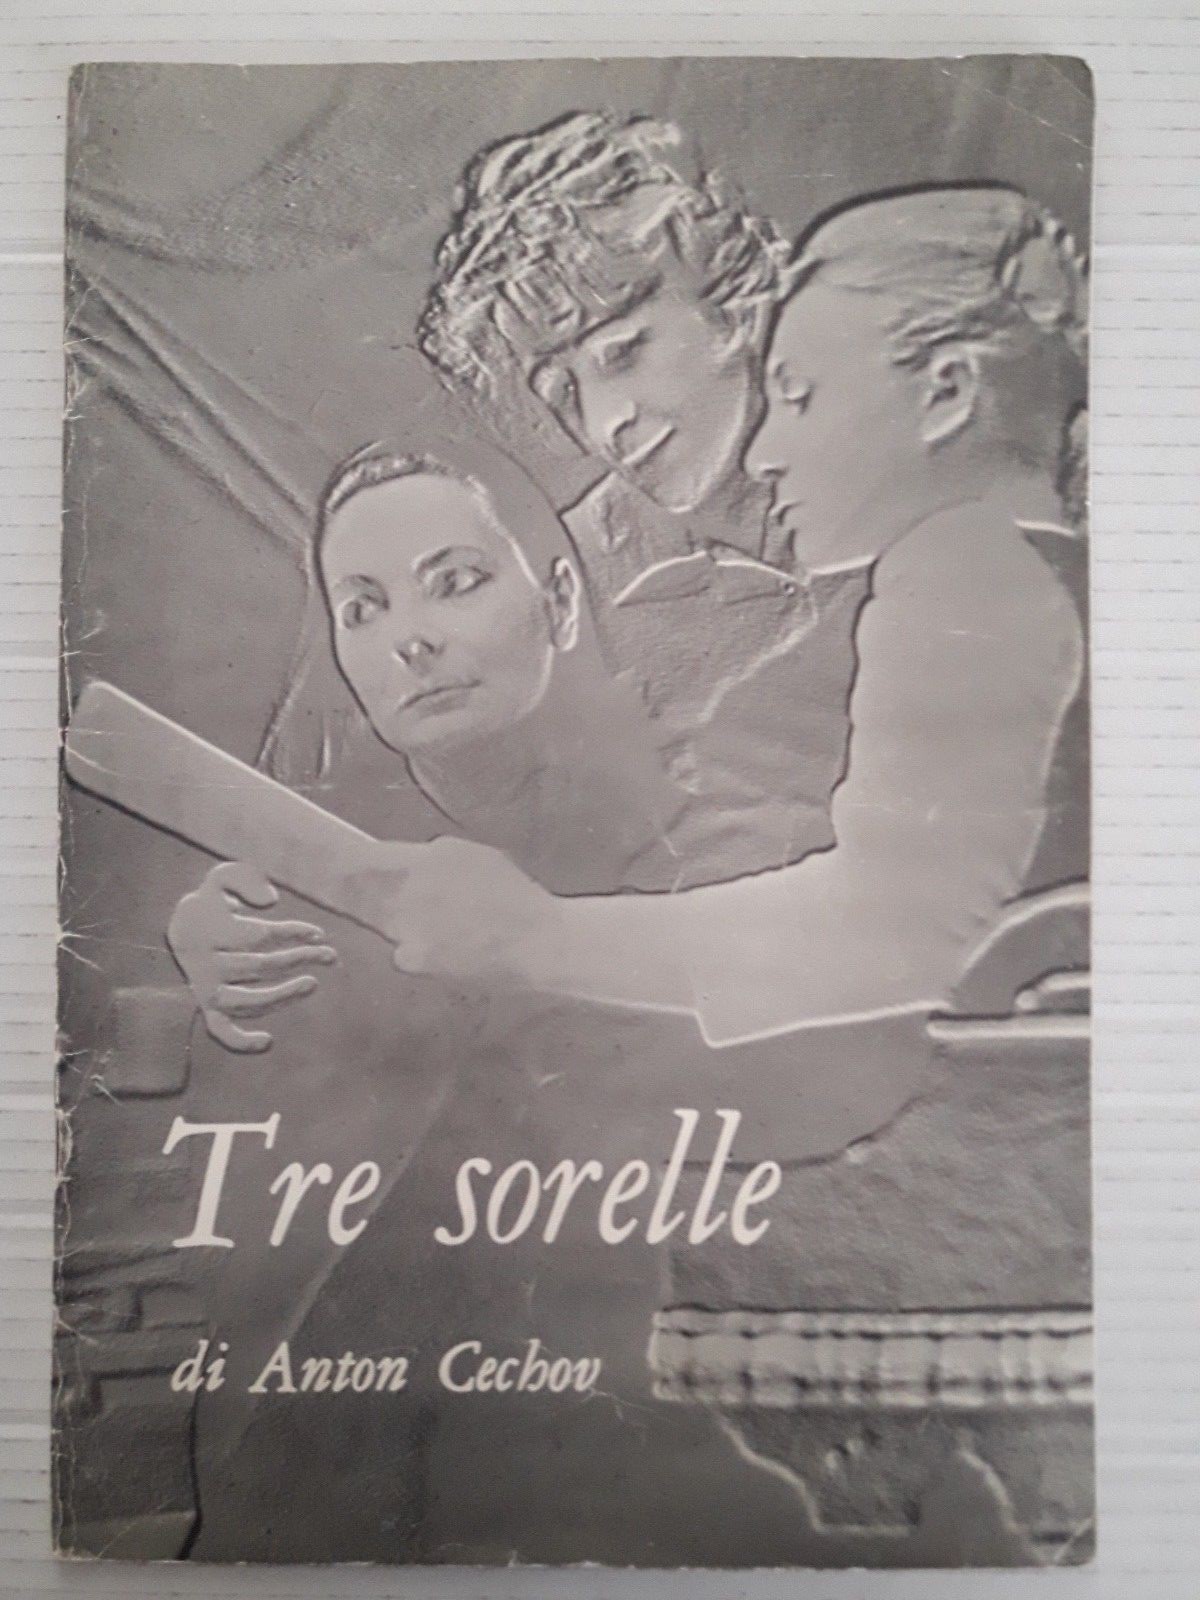 Tre sorelle
di Anton Cechov